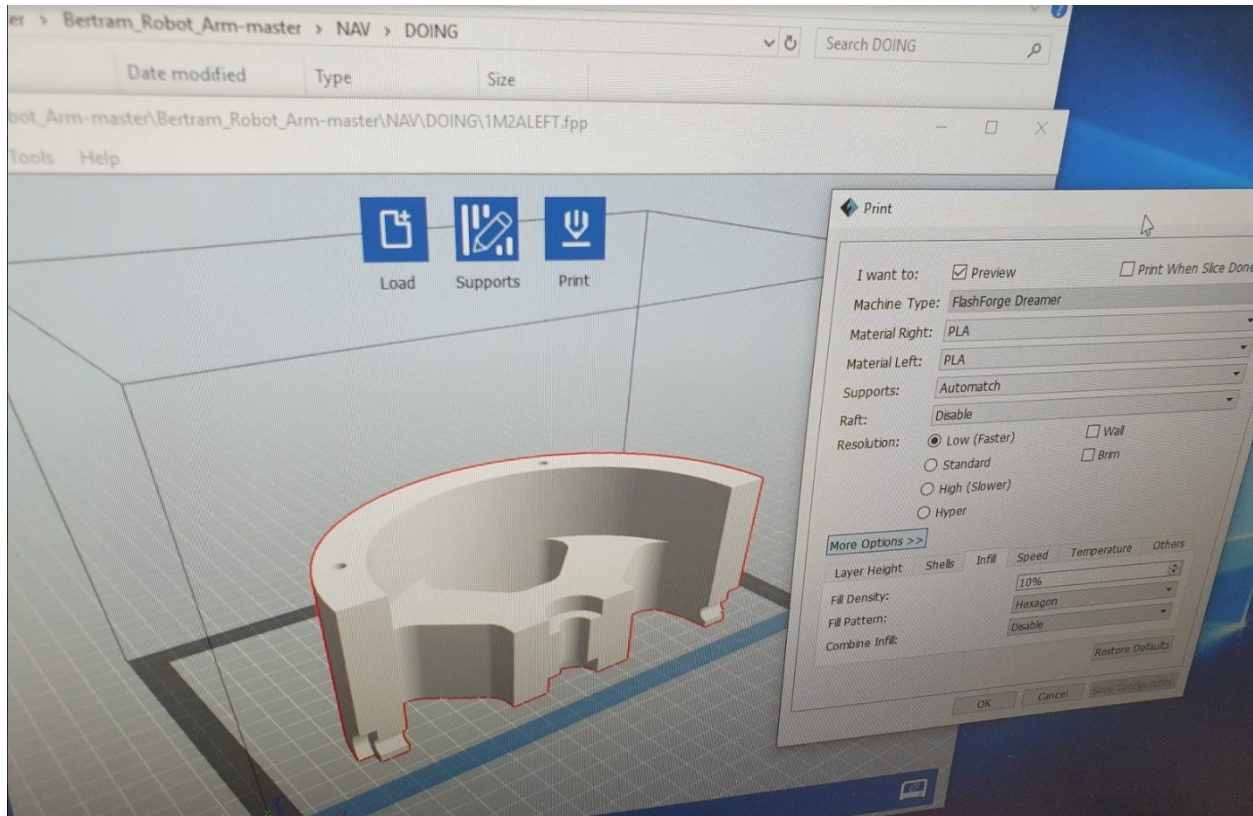 er > Bertram_Robot_Arm-master > NAV > DOING
Search DOING
Date modified Type Size
bot_Arm-master\Bertram_Robot_Arm-master\NAV\DOING\1M2ALEFT.fpp
Tools Help
Load Supports Print
Print
I want to: Preview Print When Slice Done
Machine Type: FlashForge Dreamer
Material Right: PLA
Material Left: PLA
Supports: Automatch
Raft: Disable
Resolution: Low (Faster) Wall
Standard Brim
High (Slower)
Hyper
More Options >>
Layer Height Shells Infill Speed Temperature Others
Fill Density: 10%
Fill Pattern: Hexagon
Combine Infill: Disable
Restore Defaults
OK Cancel Save Configuration